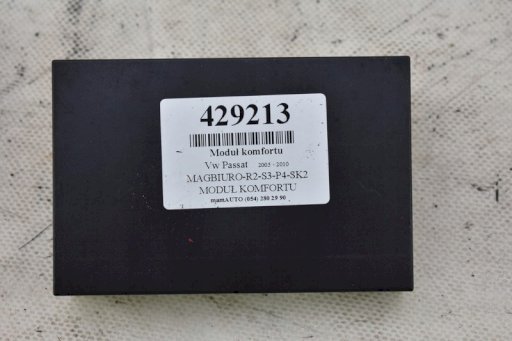 429213
Moduł komfortu
Vw Passat 2005 - 2010
MAGBIURO-R2-S3-P4-SK2
MODUŁ KOMFORTU
mamAUTO (054) 280 29 90